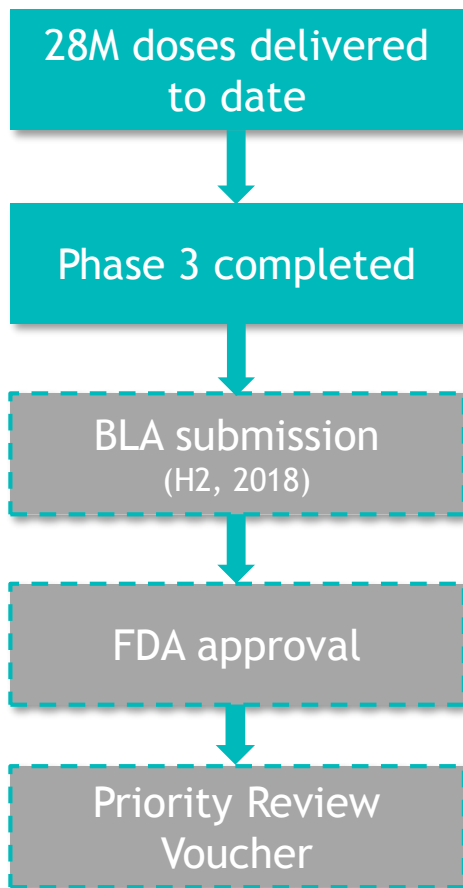 28M doses delivered
to date
Phase 3 completed
BLA submission
(H2, 2018)
FDA approval
Priority Review
Voucher